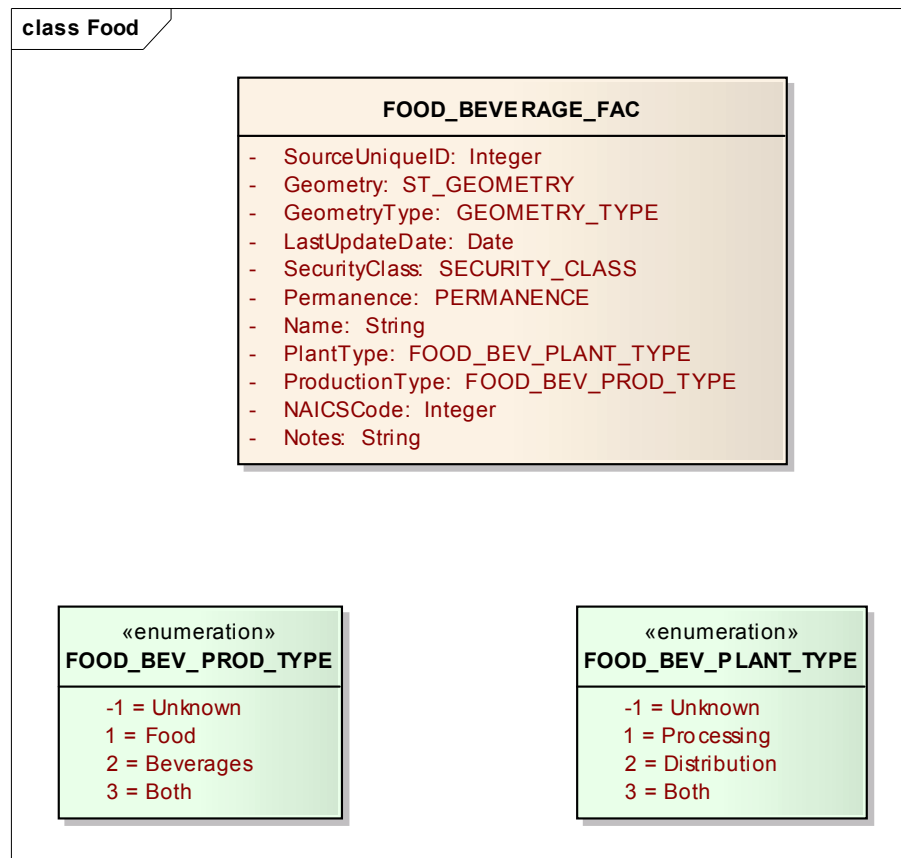 class Food
FOOD_BEVERAGE_FAC
- SourceUniqueID: Integer
- Geometry: ST_GEOMETRY
- GeometryType: GEOMETRY_TYPE
- LastUpdateDate: Date
- SecurityClass: SECURITY_CLASS
- Permanence: PERMANENCE
- Name: String
- PlantType: FOOD_BEV_PLANT_TYPE
- ProductionType: FOOD_BEV_PROD_TYPE
- NAICSCode: Integer
- Notes: String
«enumeration»
FOOD_BEV_PROD_TYPE
-1 = Unknown
1 = Food
2 = Beverages
3 = Both
«enumeration»
FOOD_BEV_PLANT_TYPE
-1 = Unknown
1 = Processing
2 = Distribution
3 = Both